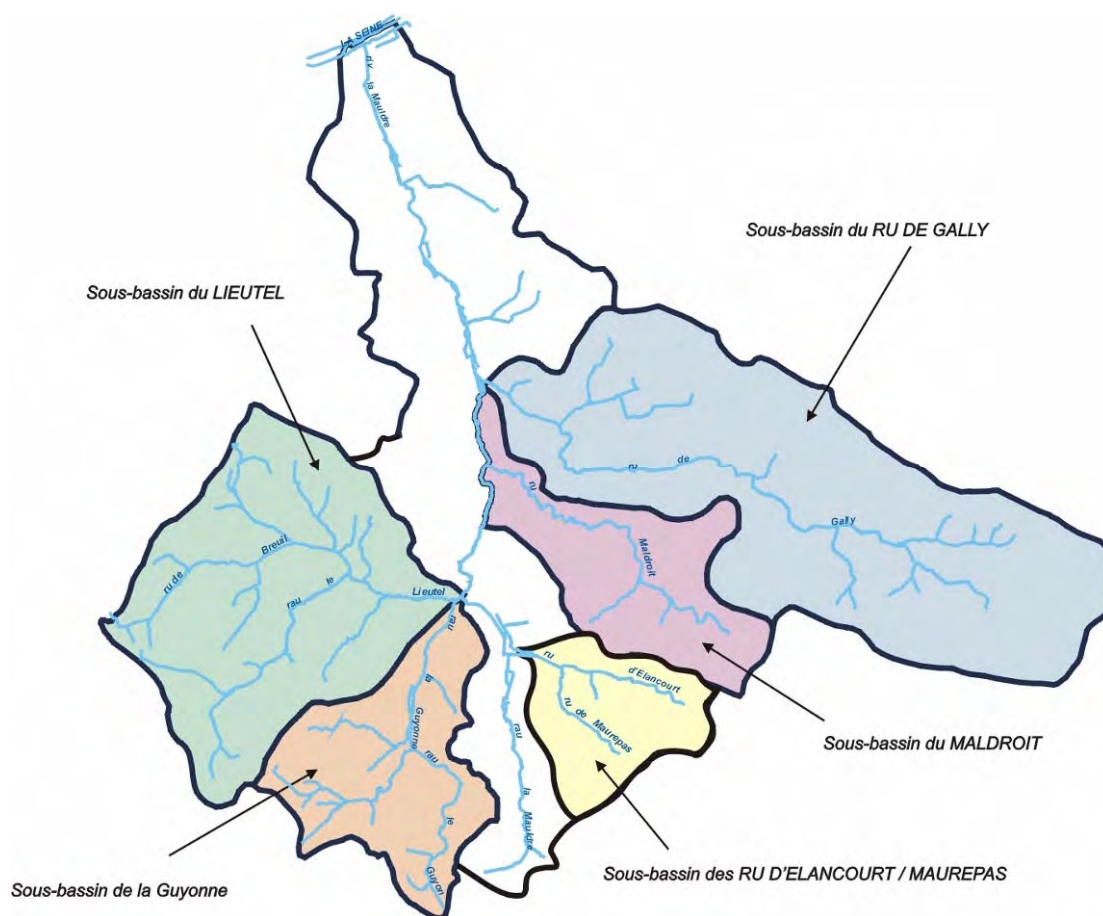 LA SEINE
riv
la Mauldre
Sous-bassin du RU DE GALLY
Sous-bassin du LIEUTEL
ru de Gally
ru Maldroit
ru de Breuil
rau le Lieutel
rau la Guyonne
ru d'Elancourt
ru de Maurepas
rau la Mauldre
rau le Guyon
Sous-bassin du MALDROIT
Sous-bassin des RU D'ELANCOURT / MAUREPAS
Sous-bassin de la Guyonne